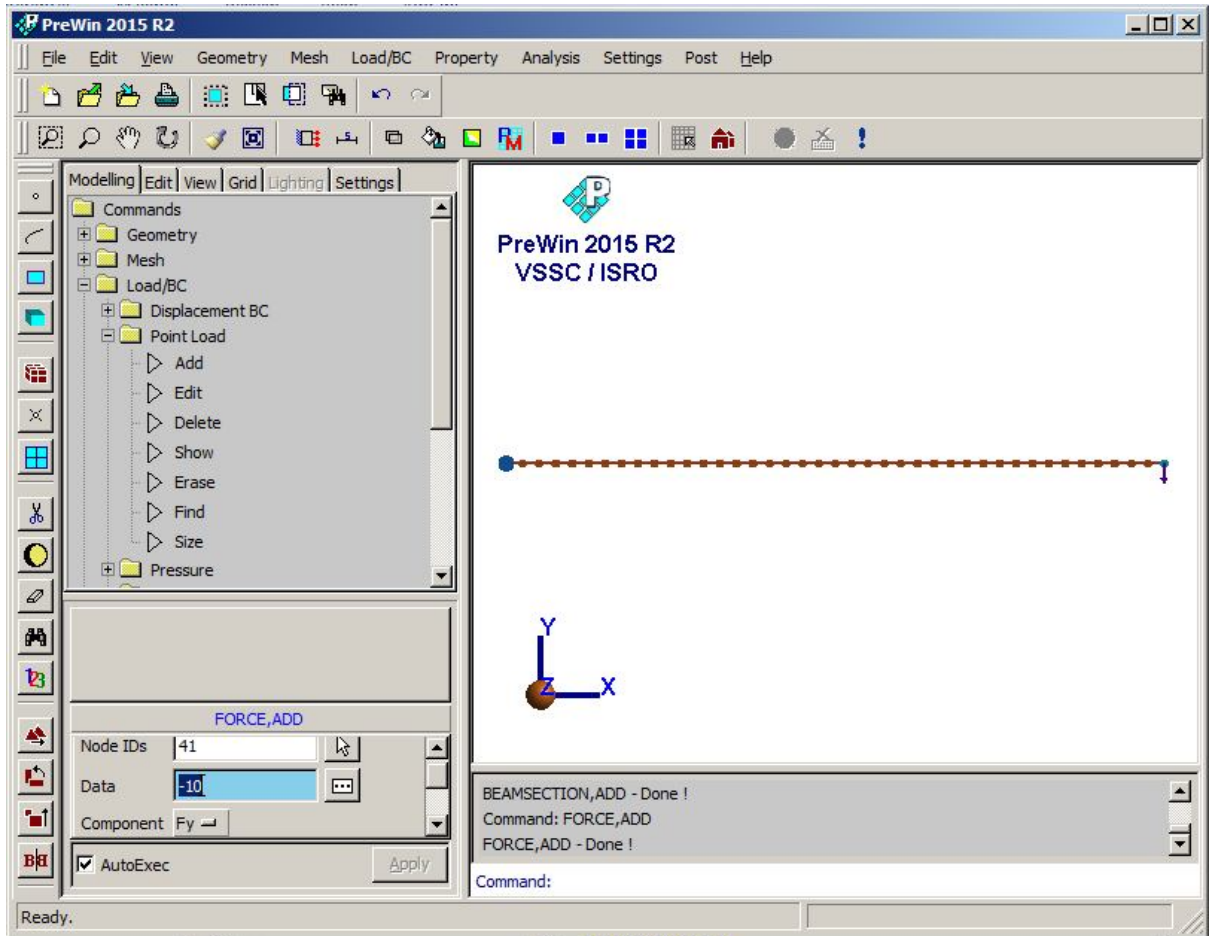 PreWin 2015 R2
File Edit View Geometry Mesh Load/BC Property Analysis Settings Post Help
Modelling Edit View Grid Lighting Settings
Commands
Geometry
Mesh
Load/BC
Displacement BC
Point Load
Add
Edit
Delete
Show
Erase
Find
Size
Pressure
FORCE,ADD
Node IDs 41
Data -10
Component Fy
AutoExec Apply
P
PreWin 2015 R2
VSSC / ISRO
Y
Z X
BEAMSECTION,ADD - Done !
Command: FORCE,ADD
FORCE,ADD - Done !
Command:
Ready.